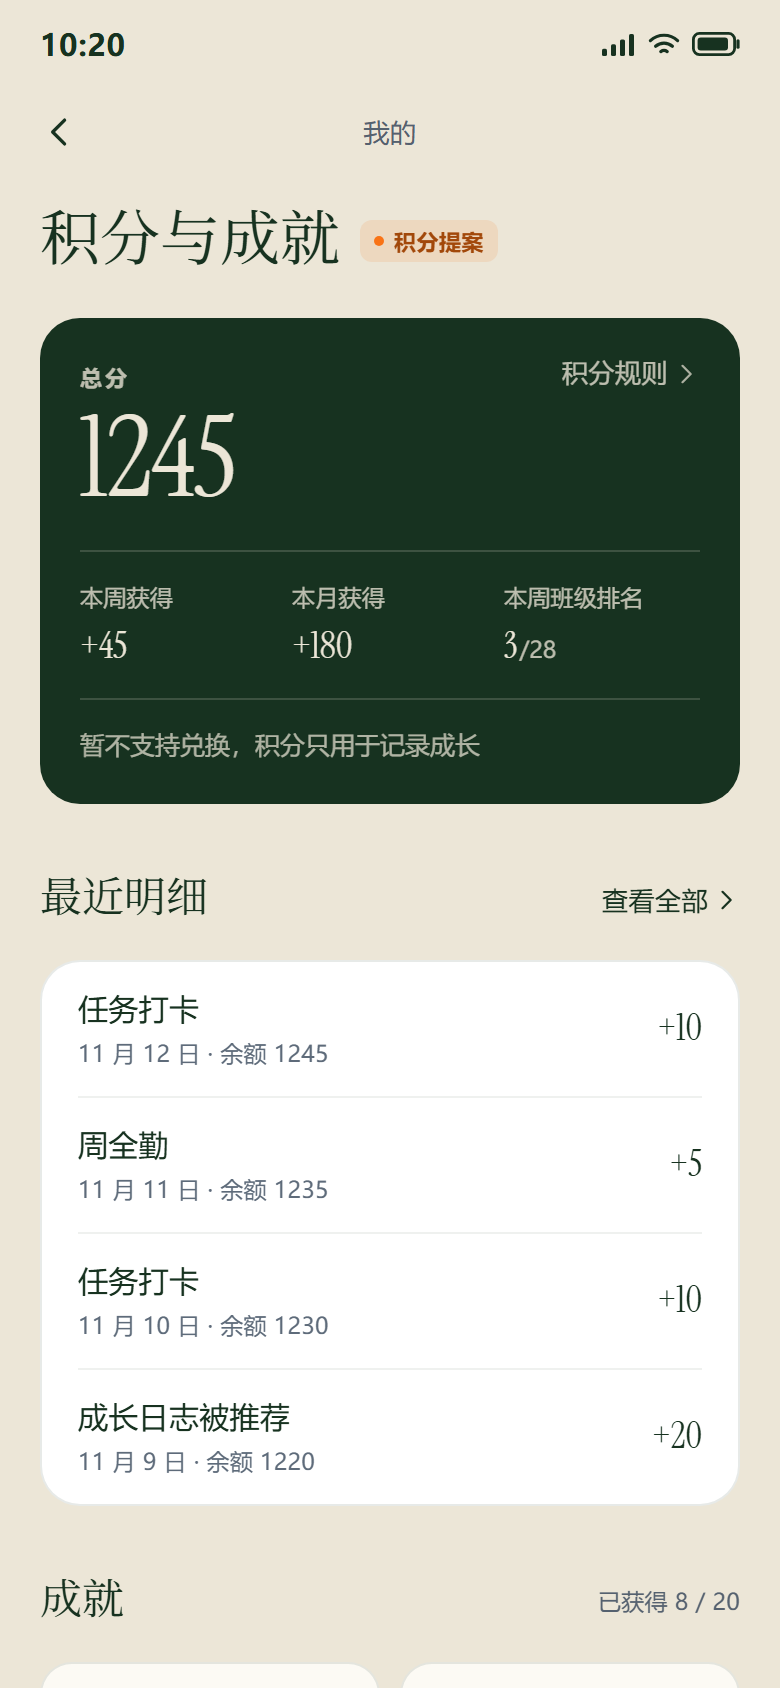 10:20
我的
积分与成就
积分提案
总分
积分规则
1245
本周获得
本月获得
本周班级排名
+45
+180
3/28
暂不支持兑换，积分只用于记录成长
最近明细
查看全部
任务打卡
+10
11 月 12 日 · 余额 1245
周全勤
+5
11 月 11 日 · 余额 1235
任务打卡
+10
11 月 10 日 · 余额 1230
成长日志被推荐
+20
11 月 9 日 · 余额 1220
成就
已获得 8 / 20